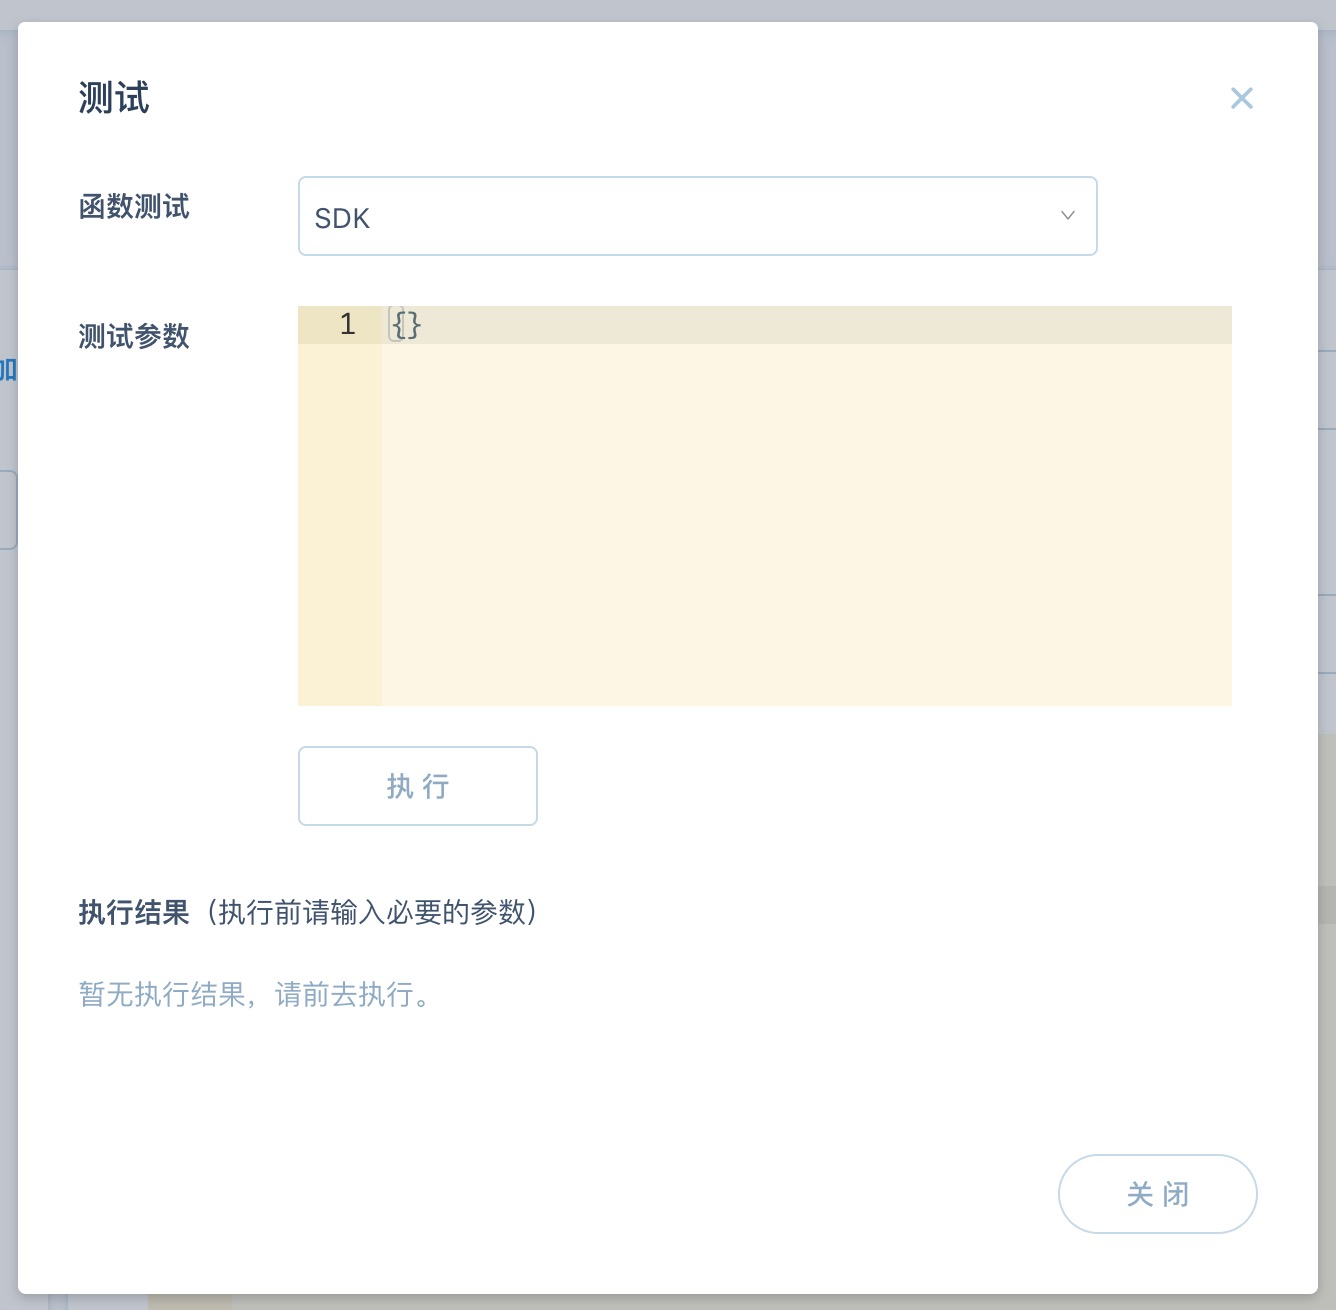 测试
函数测试
SDK
测试参数
1 {}
加
执行
执行结果（执行前请输入必要的参数）
暂无执行结果，请前去执行。
关闭